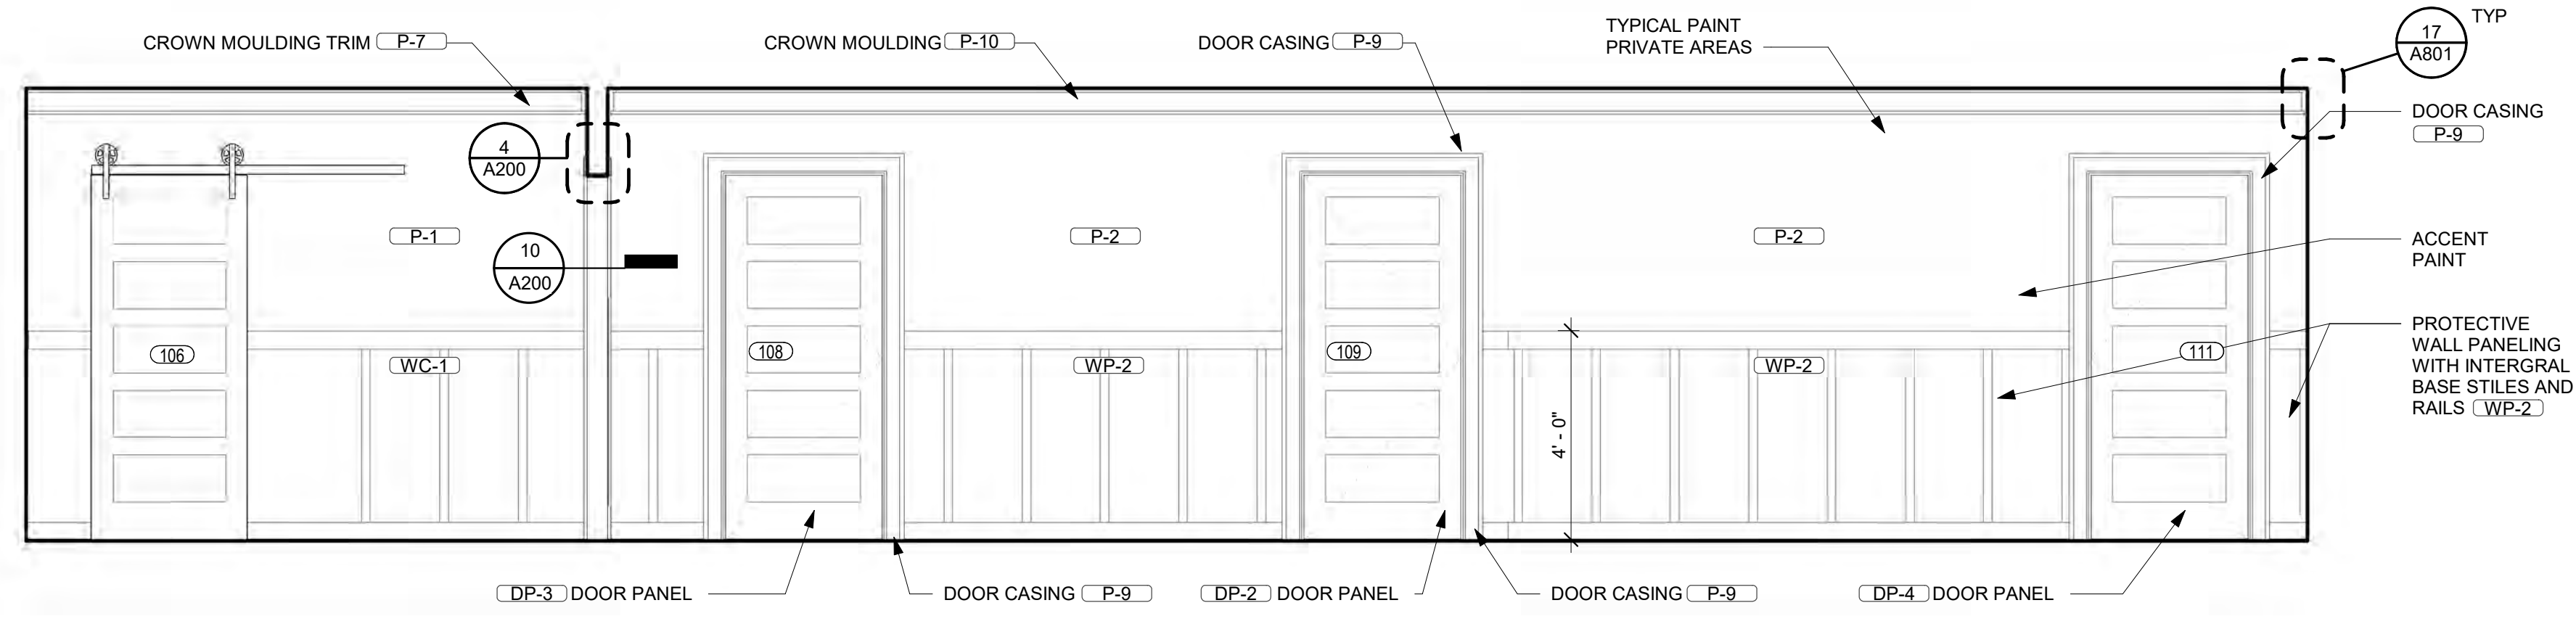 CROWN MOULDING TRIM P-7
CROWN MOULDING P-10
DOOR CASING P-9
TYPICAL PAINT
PRIVATE AREAS
17
A801
TYP
DOOR CASING
P-9
4
A200
P-1
10
A200
P-2
P-2
ACCENT
PAINT
PROTECTIVE
WALL PANELING
WITH INTERGRAL
BASE STILES AND
RAILS WP-2
106
WC-1
108
WP-2
109
4' - 0"
WP-2
111
DP-3 DOOR PANEL
DOOR CASING P-9
DP-2 DOOR PANEL
DOOR CASING P-9
DP-4 DOOR PANEL